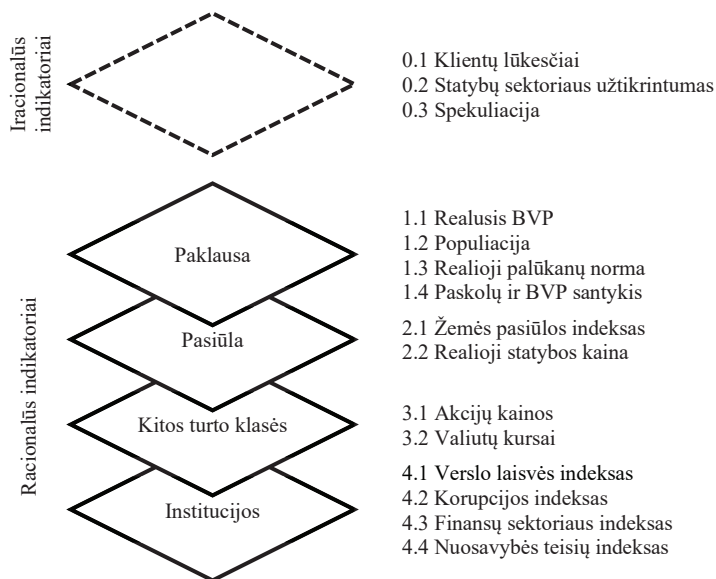 Iracionalūs
indikatoriai
0.1 Klientų lūkesčiai
0.2 Statybų sektoriaus užtikrintumas
0.3 Spekuliacija
Racionalūs indikatoriai
Paklausa
1.1 Realusis BVP
1.2 Populiacija
1.3 Realioji palūkanų norma
1.4 Paskolų ir BVP santykis
Pasiūla
2.1 Žemės pasiūlos indeksas
2.2 Realioji statybos kaina
Kitos turto klasės
3.1 Akcijų kainos
3.2 Valiutų kursai
Institucijos
4.1 Verslo laisvės indeksas
4.2 Korupcijos indeksas
4.3 Finansų sektoriaus indeksas
4.4 Nuosavybės teisių indeksas